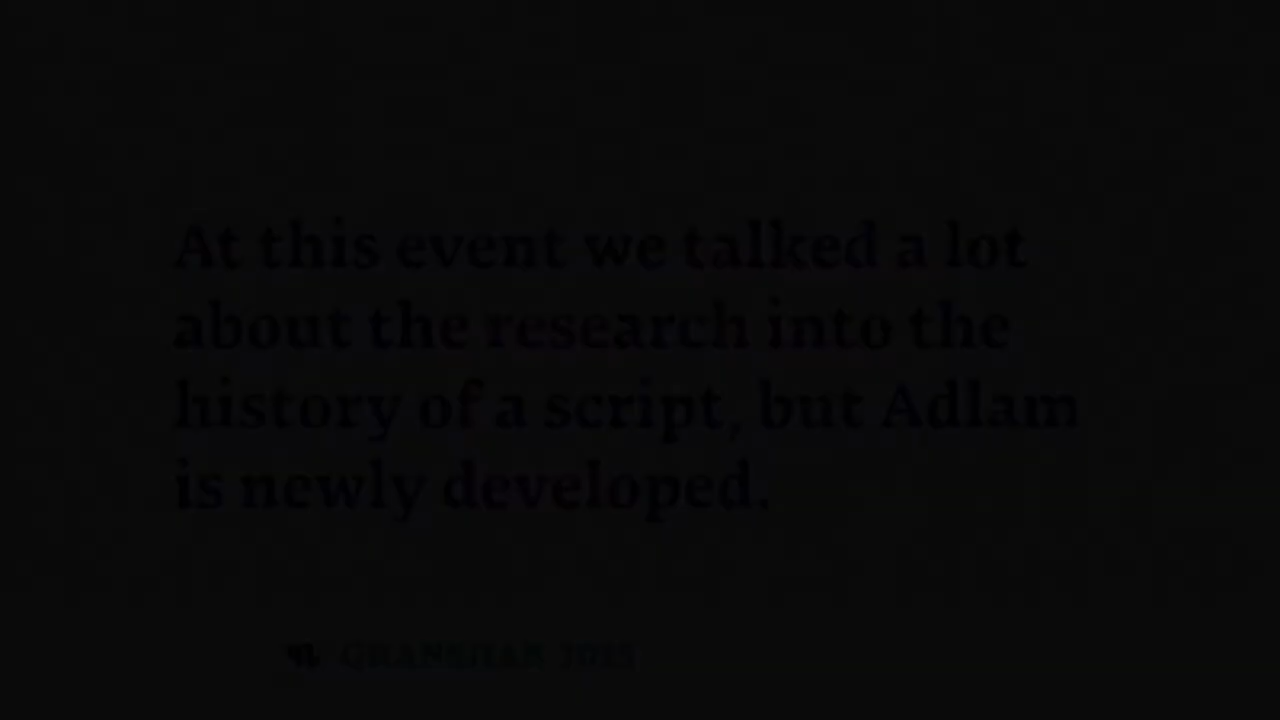 At this event we talked a lot
about the research into the
history of a script, but Adlam
is newly developed.
GRANSHAN